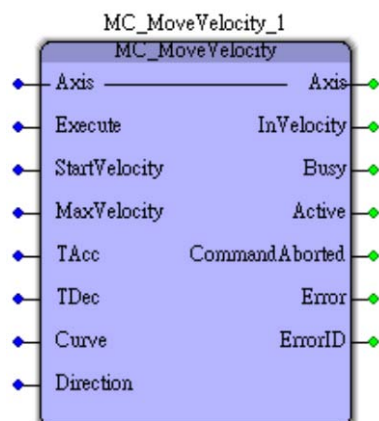 MC_MoveVelocity_1
MC_MoveVelocity
Axis Axis
Execute InVelocity
StartVelocity Busy
MaxVelocity Active
TAcc CommandAborted
TDec Error
Curve ErrorID
Direction